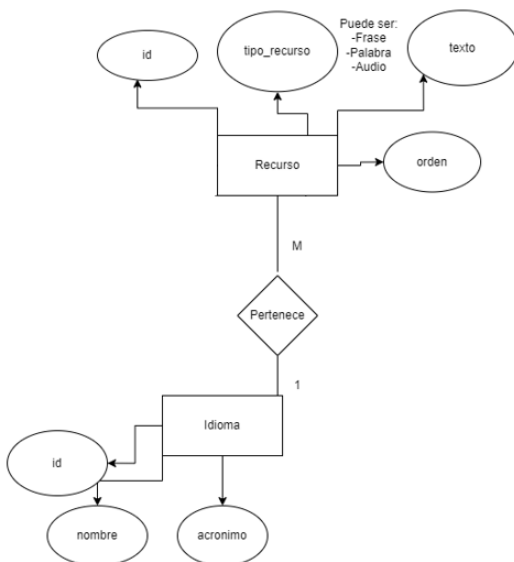 Puede ser:
-Frase
-Palabra
-Audio
id
tipo_recurso
texto
Recurso
orden
M
Pertenece
1
Idioma
id
nombre
acronimo